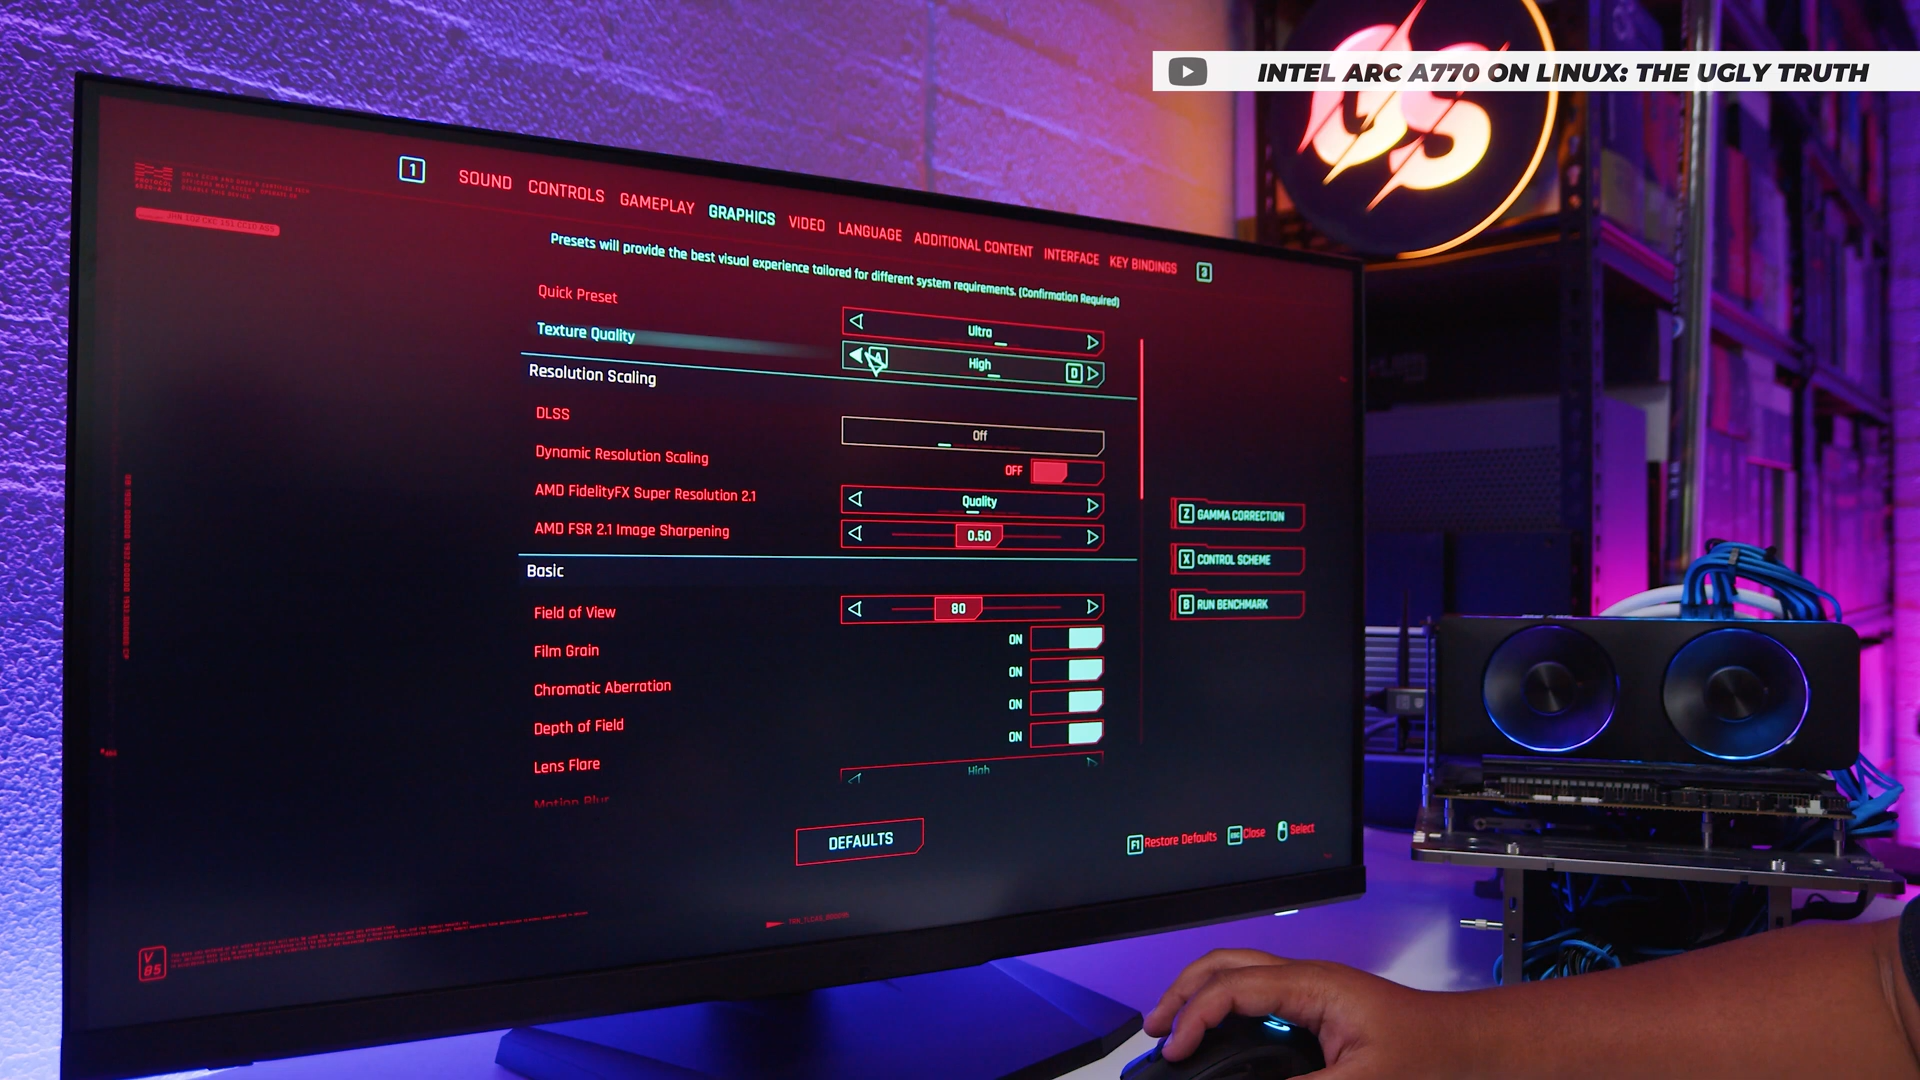 INTEL ARC A770 ON LINUX: THE UGLY TRUTH
GS
1 SOUND CONTROLS GAMEPLAY GRAPHICS VIDEO LANGUAGE ADDITIONAL CONTENT INTERFACE KEY BINDINGS 3
Presets will provide the best visual experience tailored for different system requirements. (Confirmation Required)
Quick Preset Ultra
Texture Quality A High D
Resolution Scaling
DLSS Off
Dynamic Resolution Scaling OFF
AMD FidelityFX Super Resolution 2.1 Quality
AMD FSR 2.1 Image Sharpening 0.50
Basic
Field of View 80
Film Grain ON
Chromatic Aberration ON
Depth of Field ON
Lens Flare ON
Motion Blur High
Z GAMMA CORRECTION
X CONTROL SCHEME
B RUN BENCHMARK
DEFAULTS
F1 Restore Defaults ESC Close Select
V
85